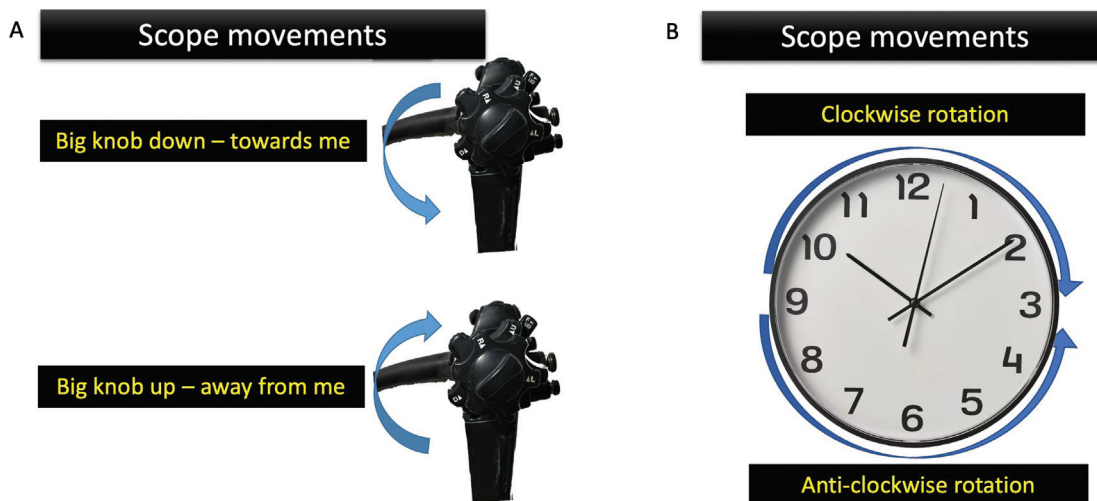 A
Scope movements
Big knob down – towards me
R▲
▲U
F▸
D▲
▲L
Big knob up – away from me
R▲
▲U
F▸
D▲
▲L
B
Scope movements
Clockwise rotation
12
1
2
3
4
5
6
7
8
9
10
11
Anti-clockwise rotation